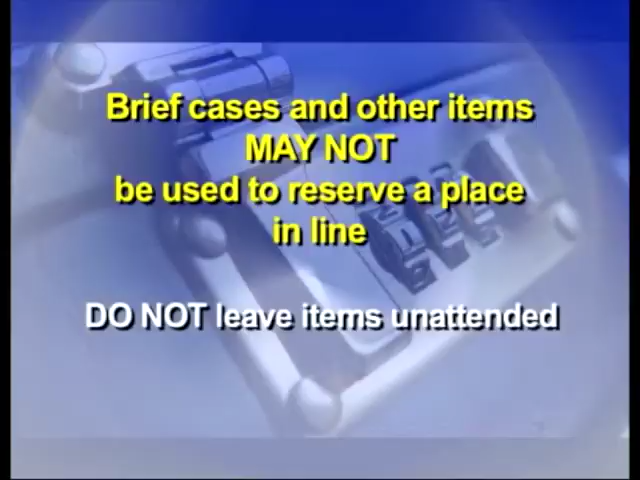 Brief cases and other items
MAY NOT
be used to reserve a place
in line
DO NOT leave items unattended